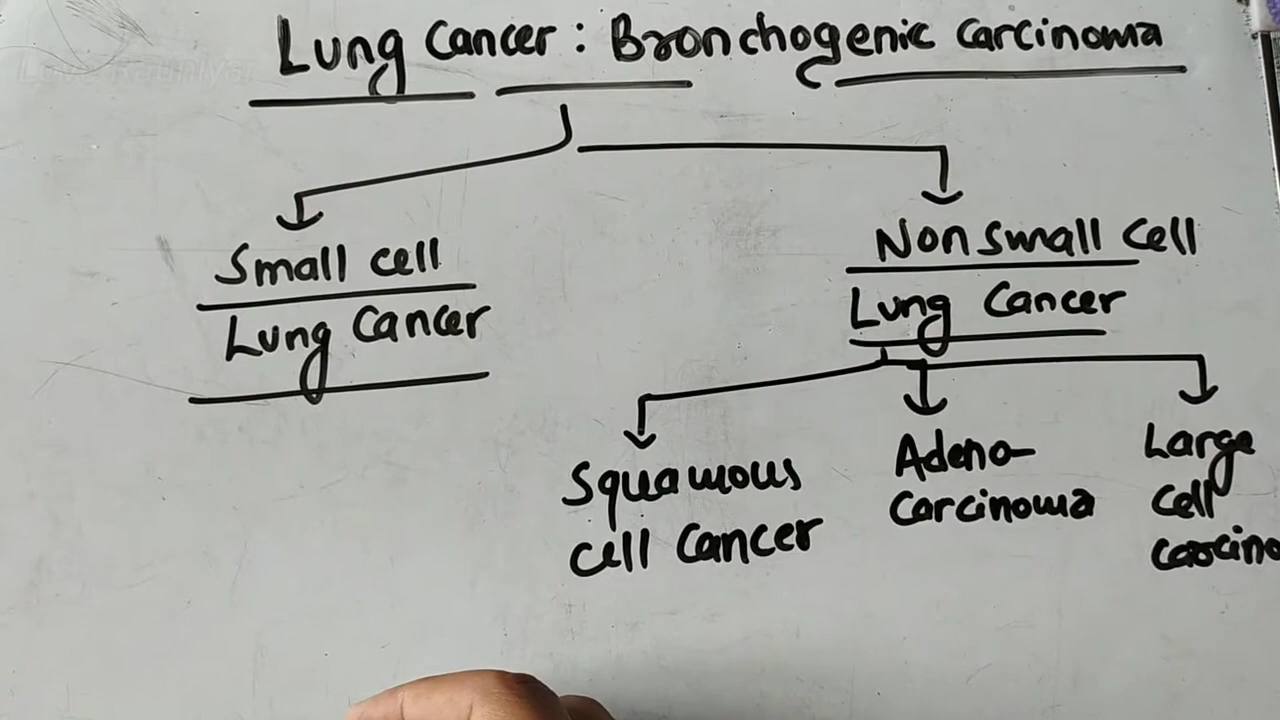 Lung Cancer: Bronchogenic Carcinoma
Small cell
Lung Cancer
Non Small Cell
Lung Cancer
Squamous
Cell Cancer
Adeno-
Carcinoma
Large
Cell
Carcino